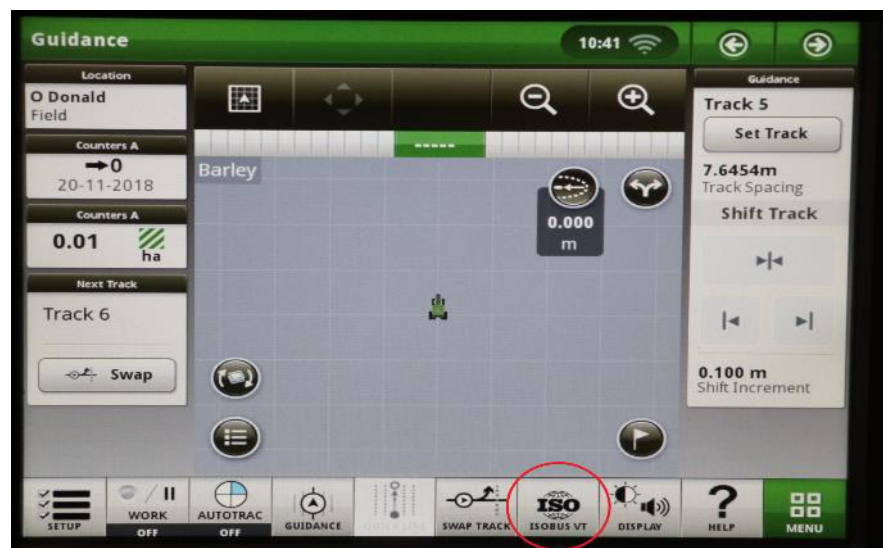 Guidance
10:41
Location
O Donald
Field
Counters A
0
20-11-2018
Counters A
0.01
ha
Next Track
Track 6
Swap
Barley
-----
0.000
m
Guidance
Track 5
Set Track
7.6454m
Track Spacing
Shift Track
0.100 m
Shift Increment
SETUP
WORK
OFF
AUTOTRAC
OFF
GUIDANCE
SWAP TRACK
ISO
ISOBUS VT
DISPLAY
?
HELP
MENU